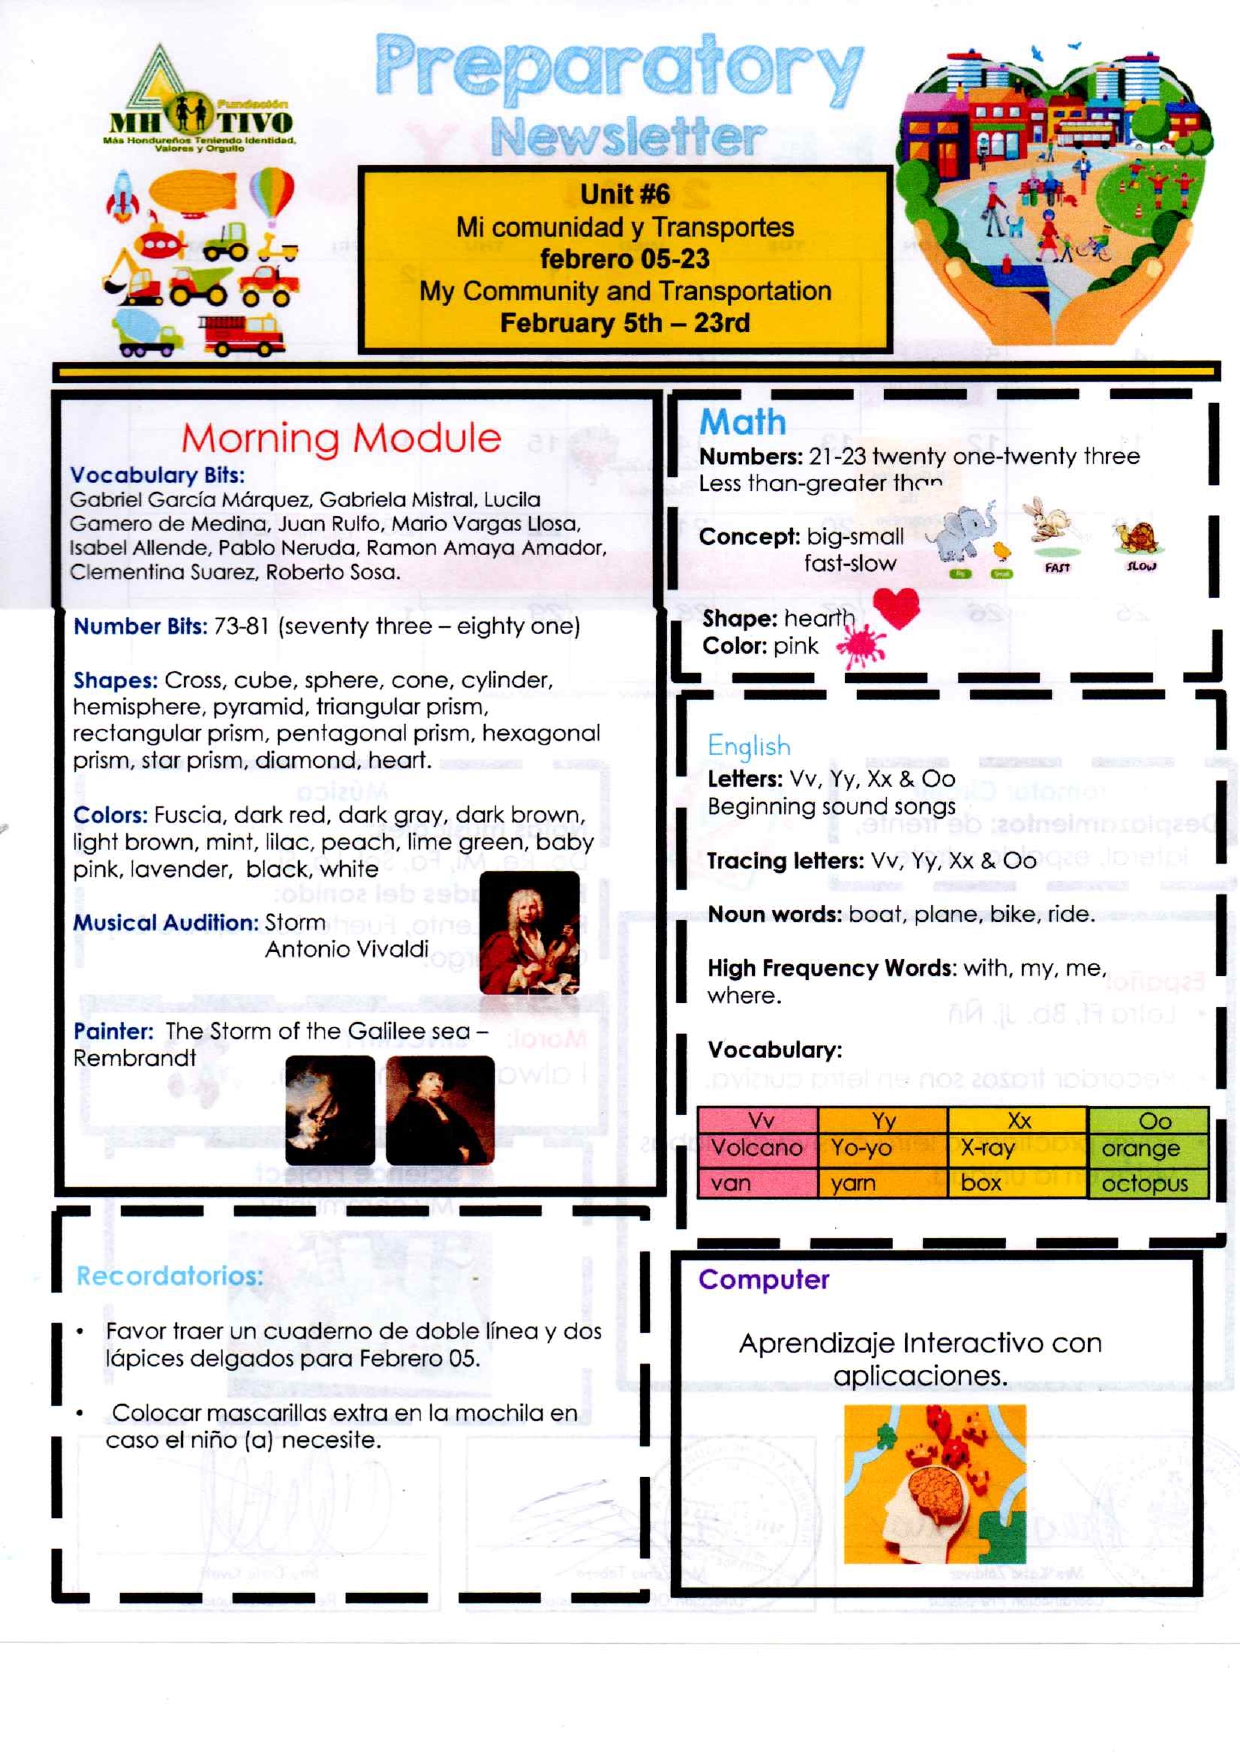 Preparatory
Newsletter
Fundación
MHOTIVO
Más Hondureños Teniendo Identidad,
Valores y Orgullo
Unit #6
Mi comunidad y Transportes
febrero 05-23
My Community and Transportation
February 5th – 23rd
Morning Module
Vocabulary Bits:
Gabriel García Márquez, Gabriela Mistral, Lucila
Gamero de Medina, Juan Rulfo, Mario Vargas Llosa,
Isabel Allende, Pablo Neruda, Ramon Amaya Amador,
Clementina Suarez, Roberto Sosa.
Number Bits: 73-81 (seventy three – eighty one)
Shapes: Cross, cube, sphere, cone, cylinder,
hemisphere, pyramid, triangular prism,
rectangular prism, pentagonal prism, hexagonal
prism, star prism, diamond, heart.
Colors: Fuscia, dark red, dark gray, dark brown,
light brown, mint, lilac, peach, lime green, baby
pink, lavender, black, white
Musical Audition: Storm
Antonio Vivaldi
Painter: The Storm of the Galilee sea –
Rembrandt
Math
Numbers: 21-23 twenty one-twenty three
Less than-greater than
Concept: big-small
fast-slow
Big Small
FAST
SLOW
Shape: hearth
Color: pink
English
Letters: Vv, Yy, Xx & Oo
Beginning sound songs
Tracing letters: Vv, Yy, Xx & Oo
Noun words: boat, plane, bike, ride.
High Frequency Words: with, my, me,
where.
Vocabulary:
Vv Yy Xx Oo
Volcano Yo-yo X-ray orange
van yarn box octopus
Recordatorios:
• Favor traer un cuaderno de doble línea y dos
lápices delgados para Febrero 05.
• Colocar mascarillas extra en la mochila en
caso el niño (a) necesite.
Computer
Aprendizaje Interactivo con
aplicaciones.